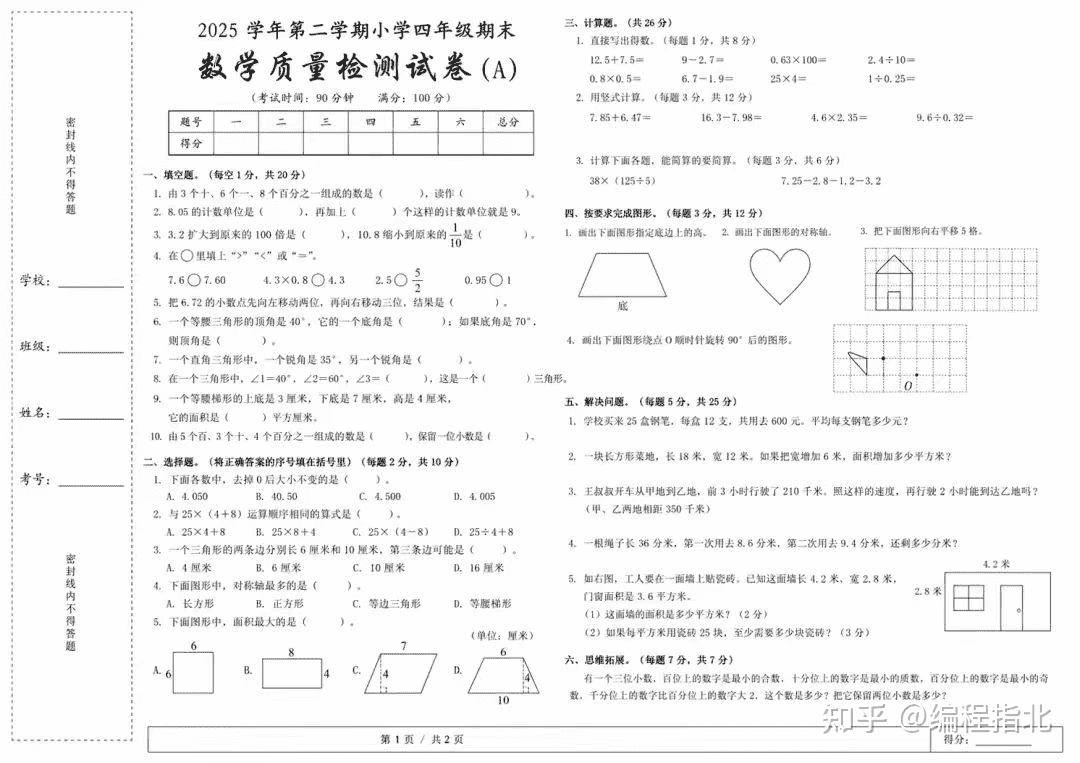 密封线内不得答题
学校：
班级：
姓名：
考号：
密封线内不得答题
2025 学年第二学期小学四年级期末
数学质量检测试卷(A)
（考试时间：90 分钟　满分：100 分）
题号 一 二 三 四 五 六 总分
得分
一、填空题。（每空 1 分，共 20 分）
1. 由 3 个十、6 个一、8 个百分之一组成的数是（　　），读作（　　）。
2. 8.05 的计数单位是（　　），再加上（　　）个这样的计数单位就是 9。
3. 3.2 扩大到原来的 100 倍是（　　），10.8 缩小到原来的 1/10 是（　　）。
4. 在○里填上“>”“<”或“=”。
7.6○7.60　4.3×0.8○4.3　2.5○5/2　0.95○1
5. 把 6.72 的小数点先向左移动两位，再向右移动三位，结果是（　　）。
6. 一个等腰三角形的顶角是 40°，它的一个底角是（　　）；如果底角是 70°，
则顶角是（　　）。
7. 一个直角三角形中，一个锐角是 35°，另一个锐角是（　　）。
8. 在一个三角形中，∠1=40°，∠2=60°，∠3=（　　），这是一个（　　）三角形。
9. 一个等腰梯形的上底是 3 厘米，下底是 7 厘米，高是 4 厘米，
它的面积是（　　）平方厘米。
10. 由 5 个百、3 个十、4 个百分之一组成的数是（　　），保留一位小数是（　　）。
二、选择题。（将正确答案的序号填在括号里）（每题 2 分，共 10 分）
1. 下面各数中，去掉 0 后大小不变的是（　　）。
A. 4.050　B. 40.50　C. 4.500　D. 4.005
2. 与 25×（4+8）运算顺序相同的算式是（　　）。
A. 25×4+8　B. 25×8+4　C. 25×（4-8）　D. 25÷4+8
3. 一个三角形的两条边分别长 6 厘米和 10 厘米，第三条边可能是（　　）。
A. 4 厘米　B. 6 厘米　C. 10 厘米　D. 16 厘米
4. 下面图形中，对称轴最多的是（　　）。
A. 长方形　B. 正方形　C. 等边三角形　D. 等腰梯形
5. 下面图形中，面积最大的是（　　）。
（单位：厘米）
A. 6 6　B. 8 4　C. 7 4　D. 6 4 10
三、计算题。（共 26 分）
1. 直接写出得数。（每题 1 分，共 8 分）
12.5+7.5=　9-2.7=　0.63×100=　2.4÷10=
0.8×0.5=　6.7-1.9=　25×4=　1÷0.25=
2. 用竖式计算。（每题 3 分，共 12 分）
7.85+6.47=　16.3-7.98=　4.6×2.35=　9.6÷0.32=
3. 计算下面各题，能简算的要简算。（每题 3 分，共 6 分）
38×（125÷5）　7.25-2.8-1.2-3.2
四、按要求完成图形。（每题 3 分，共 12 分）
1. 画出下面图形指定底边上的高。　2. 画出下面图形的对称轴。　3. 把下面图形向右平移 5 格。
底
4. 画出下面图形绕点 O 顺时针旋转 90° 后的图形。
O
五、解决问题。（每题 5 分，共 25 分）
1. 学校买来 25 盒钢笔，每盒 12 支，共用去 600 元。平均每支钢笔多少元？
2. 一块长方形菜地，长 18 米，宽 12 米。如果把宽增加 6 米，面积增加多少平方米？
3. 王叔叔开车从甲地到乙地，前 3 小时行驶了 210 千米。照这样的速度，再行驶 2 小时能到达乙地吗？
（甲、乙两地相距 350 千米）
4. 一根绳子长 36 分米，第一次用去 8.6 分米，第二次用去 9.4 分米，还剩多少分米？
5. 如右图，工人要在一面墙上贴瓷砖。已知这面墙长 4.2 米，宽 2.8 米，
门窗面积是 3.6 平方米。
（1）这面墙的面积是多少平方米？（2 分）
（2）如果每平方米用瓷砖 25 块，至少需要多少块瓷砖？（3 分）
4.2 米
2.8 米
六、思维拓展。（每题 7 分，共 7 分）
有一个三位小数，百位上的数字是最小的合数，十分位上的数字是最小的质数，百分位上的数字是最小的奇
数，千分位上的数字比百分位上的数字大 2，这个数是多少？把它保留两位小数是多少？
第 1 页 / 共 2 页
得分：
知乎 @编程指北